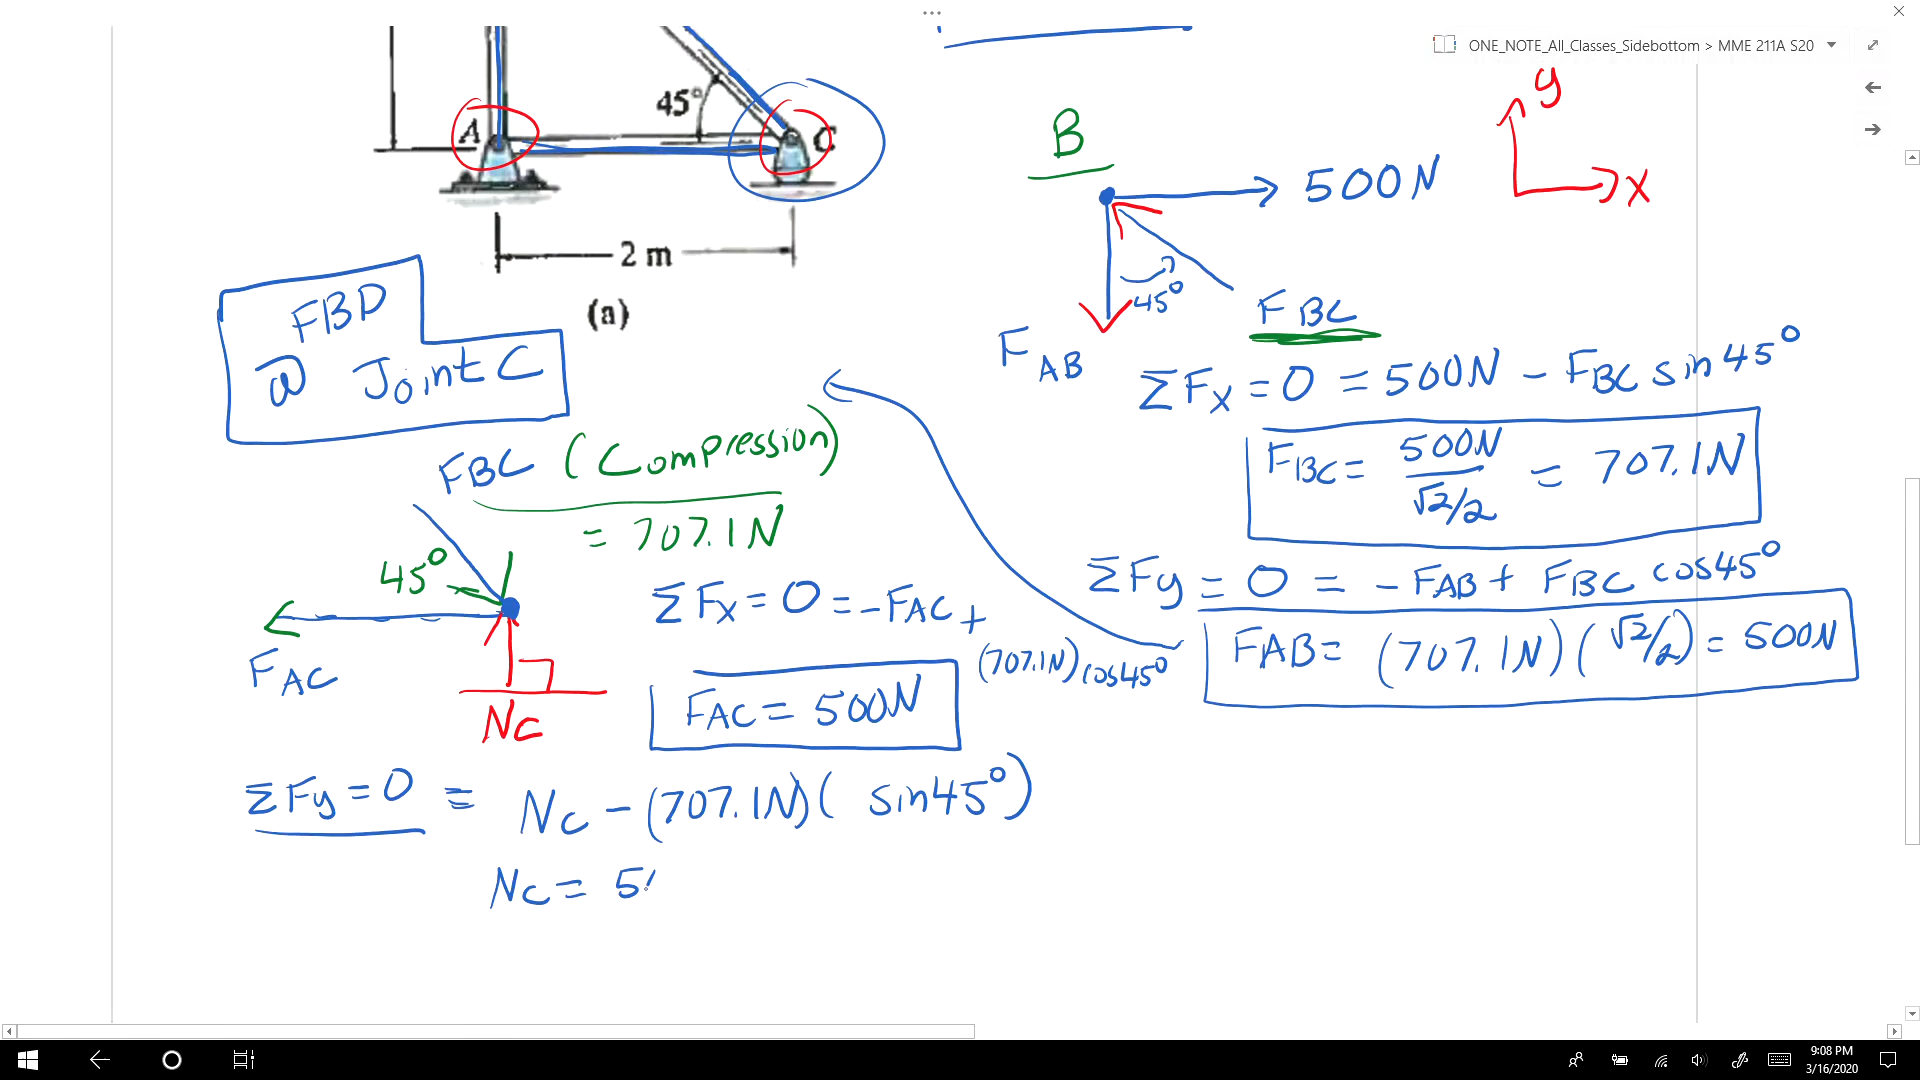 ONE_NOTE_All_Classes_Sidebottom > MME 211A S20
45°
A
C
2 m
(a)
B
500N
y
x
45°
FAB
FBC
ΣFx = 0 = 500N - FBC sin45°
FBC = 500N / √2/2 = 707.1N
ΣFy = 0 = -FAB + FBC cos45°
FAB = (707.1N)(√2/2) = 500N
FBD
@ Joint C
FBC (Compression)
= 707.1N
45°
FAC
NC
ΣFx = 0 = -FAC +
(707.1N)cos45°
FAC = 500N
ΣFy = 0 = NC - (707.1N)( sin45°)
NC = 5
9:08 PM
3/16/2020